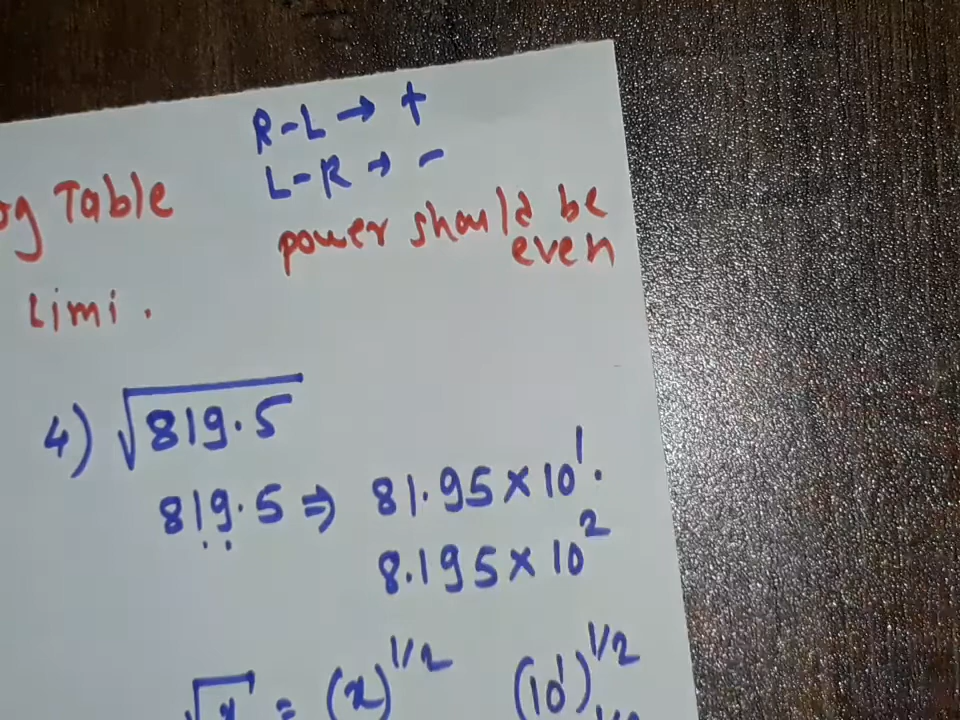 R-L → +
L-R → -
Table
power should be
even
Limi.
4) √819.5
819.5 ⇒ 81.95 × 10¹.
8.195 × 10²
√x = (x)^1/2 (10¹)^1/2